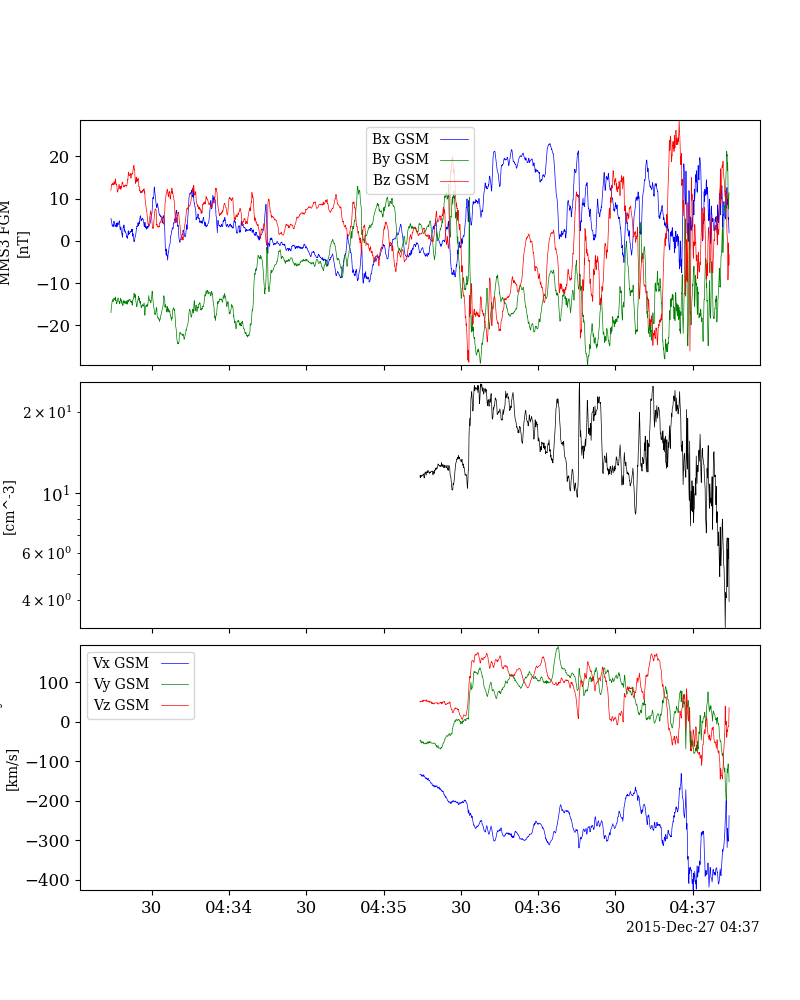 MMS3 FGM
[nT]
Bx GSM
By GSM
Bz GSM
20
10
0
−10
−20
[cm^-3]
2 × 10¹
10¹
6 × 10⁰
4 × 10⁰
[km/s]
Vx GSM
Vy GSM
Vz GSM
100
0
−100
−200
−300
−400
30 04:34 30 04:35 30 04:36 30 04:37
2015-Dec-27 04:37